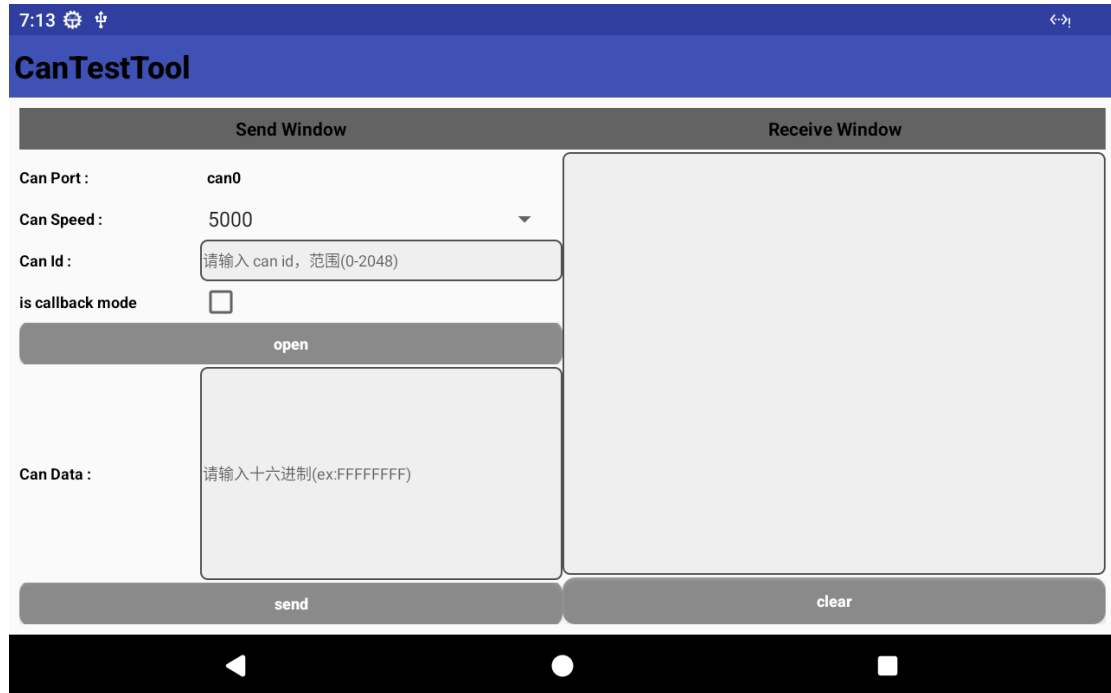 7:13
CanTestTool
Send Window
Receive Window
Can Port :
can0
Can Speed :
5000
Can Id :
请输入 can id，范围(0-2048)
is callback mode
open
Can Data :
请输入十六进制(ex:FFFFFFFF)
send
clear